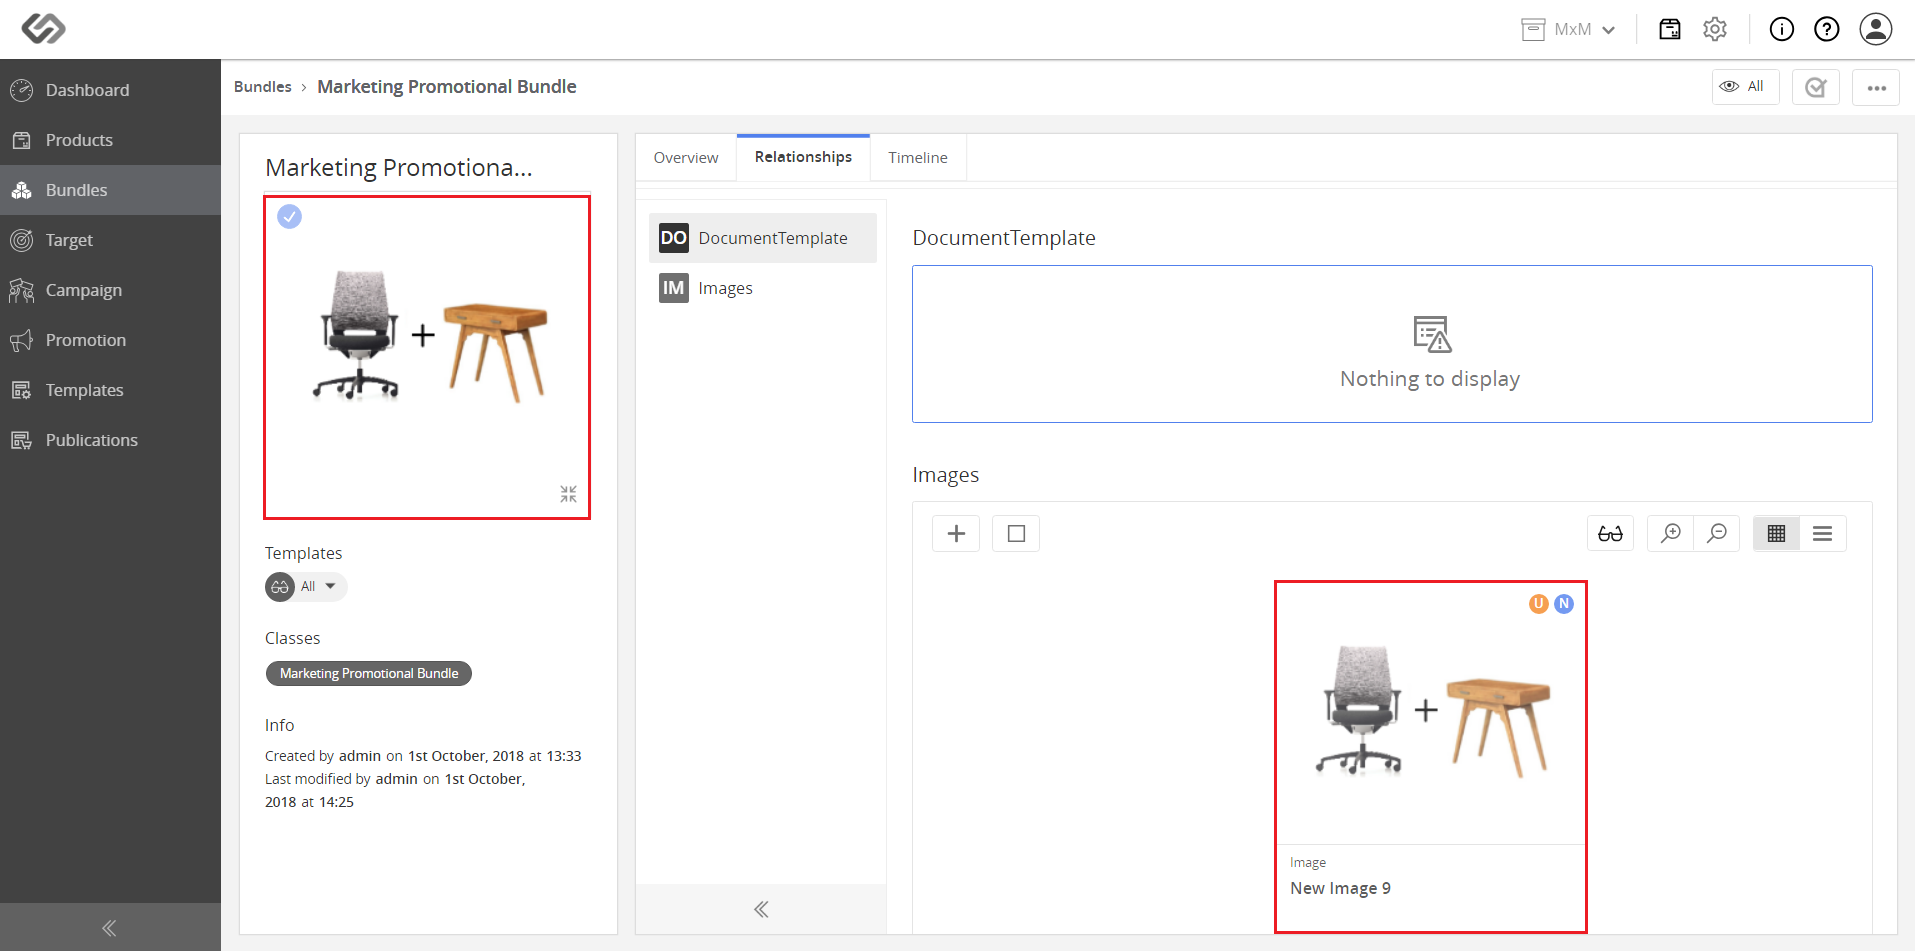 MxM
Dashboard
Products
Bundles
Target
Campaign
Promotion
Templates
Publications
Bundles › Marketing Promotional Bundle
All
Marketing Promotiona...
Templates
All
Classes
Marketing Promotional Bundle
Info
Created by admin on 1st October, 2018 at 13:33
Last modified by admin on 1st October,
2018 at 14:25
Overview Relationships Timeline
DO DocumentTemplate
IM Images
DocumentTemplate
Nothing to display
Images
U N
Image
New Image 9